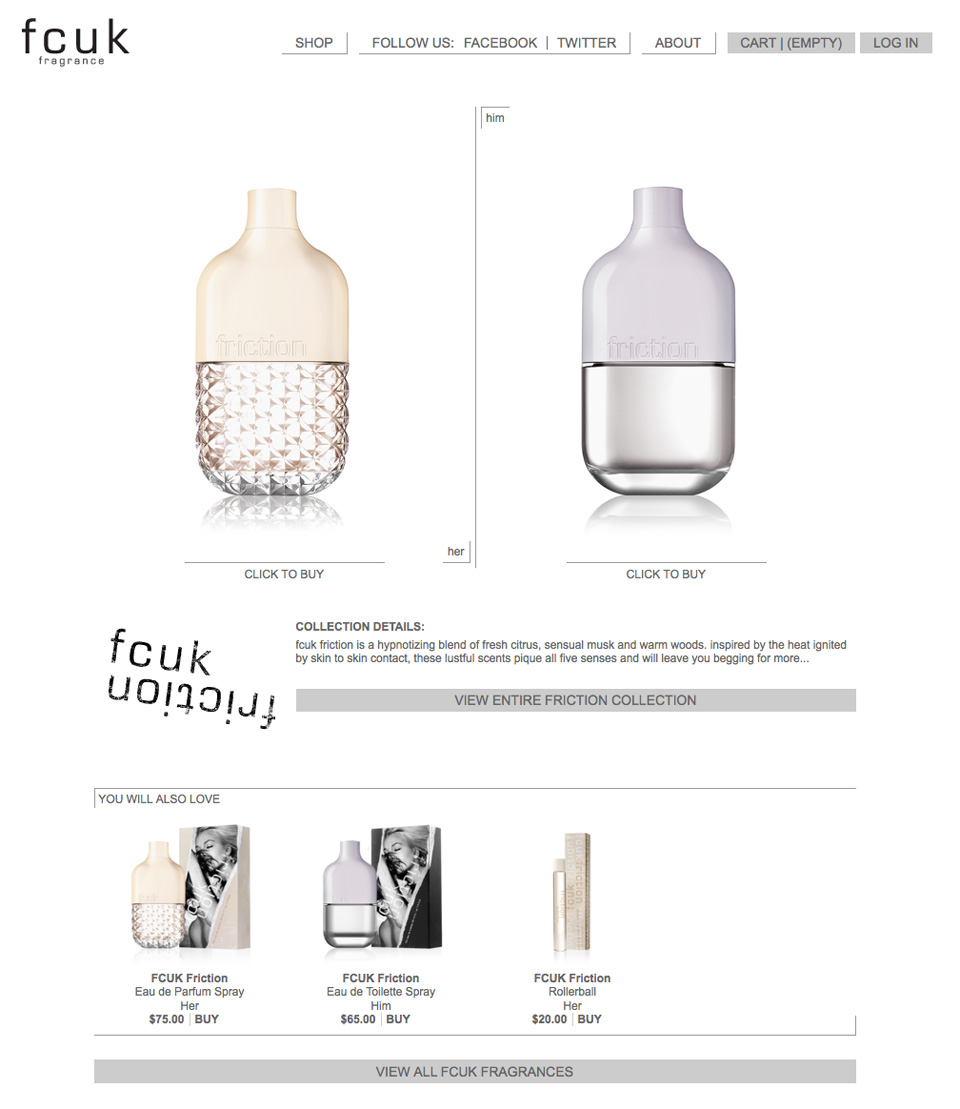 fcuk
fragrance
SHOP
FOLLOW US: FACEBOOK | TWITTER
ABOUT
CART | (EMPTY)
LOG IN
him
friction
friction
her
CLICK TO BUY
CLICK TO BUY
fcuk
friction
COLLECTION DETAILS:
fcuk friction is a hypnotizing blend of fresh citrus, sensual musk and warm woods. inspired by the heat ignited
by skin to skin contact, these lustful scents pique all five senses and will leave you begging for more...
VIEW ENTIRE FRICTION COLLECTION
YOU WILL ALSO LOVE
FCUK Friction
Eau de Parfum Spray
Her
$75.00 | BUY
FCUK Friction
Eau de Toilette Spray
Him
$65.00 | BUY
FCUK Friction
Rollerball
Her
$20.00 | BUY
VIEW ALL FCUK FRAGRANCES